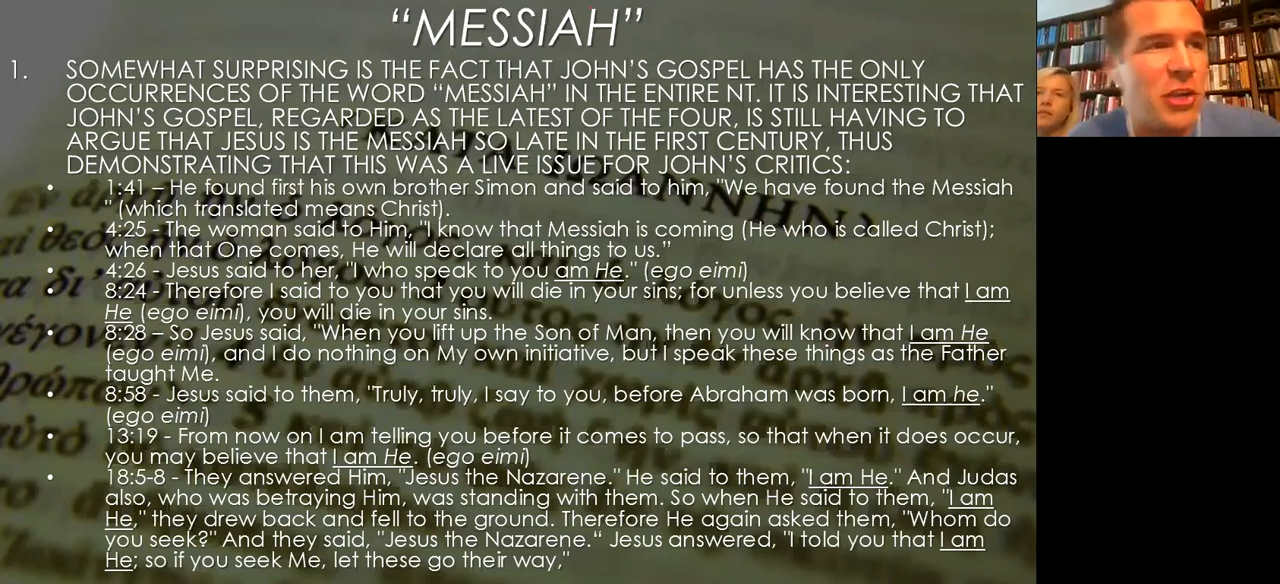 “MESSIAH”
1. SOMEWHAT SURPRISING IS THE FACT THAT JOHN’S GOSPEL HAS THE ONLY
OCCURRENCES OF THE WORD “MESSIAH” IN THE ENTIRE NT. IT IS INTERESTING THAT
JOHN’S GOSPEL, REGARDED AS THE LATEST OF THE FOUR, IS STILL HAVING TO
ARGUE THAT JESUS IS THE MESSIAH SO LATE IN THE FIRST CENTURY, THUS
DEMONSTRATING THAT THIS WAS A LIVE ISSUE FOR JOHN’S CRITICS:
• 1:41 – He found first his own brother Simon and said to him, "We have found the Messiah
" (which translated means Christ).
• 4:25 - The woman said to Him, "I know that Messiah is coming (He who is called Christ);
when that One comes, He will declare all things to us.”
• 4:26 - Jesus said to her, "I who speak to you am He." (ego eimi)
• 8:24 - Therefore I said to you that you will die in your sins; for unless you believe that I am
He (ego eimi), you will die in your sins.
• 8:28 – So Jesus said, "When you lift up the Son of Man, then you will know that I am He
(ego eimi), and I do nothing on My own initiative, but I speak these things as the Father
taught Me.
• 8:58 - Jesus said to them, "Truly, truly, I say to you, before Abraham was born, I am he."
(ego eimi)
• 13:19 - From now on I am telling you before it comes to pass, so that when it does occur,
you may believe that I am He. (ego eimi)
• 18:5-8 - They answered Him, "Jesus the Nazarene." He said to them, "I am He." And Judas
also, who was betraying Him, was standing with them. So when He said to them, "I am
He," they drew back and fell to the ground. Therefore He again asked them, "Whom do
you seek?" And they said, "Jesus the Nazarene.“ Jesus answered, "I told you that I am
He; so if you seek Me, let these go their way,"